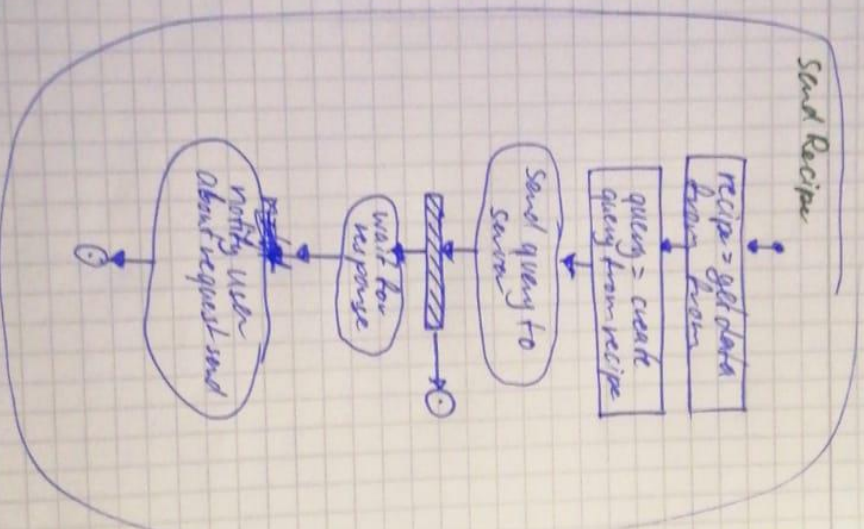 Send Recipe
recipe = get data
from from
query = create
query from recipe
send query to
server
wait for
response
notify user
about request send